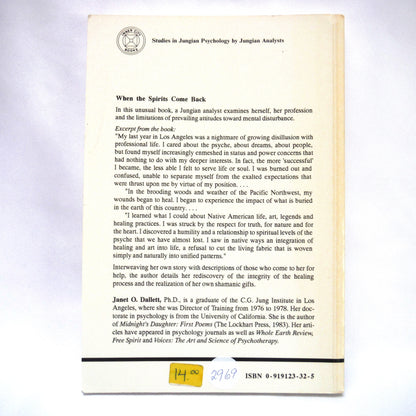 INNER CITY
BOOKS
Studies in Jungian Psychology by Jungian Analysts
When the Spirits Come Back
In this unusual book, a Jungian analyst examines herself, her profession
and the limitations of prevailing attitudes toward mental disturbance.
Excerpt from the book:
"My last year in Los Angeles was a nightmare of growing disillusion with
professional life. I cared about the psyche, about dreams, about people,
but found myself increasingly enmeshed in status and power concerns that
had nothing to do with my deeper interests. In fact, the more 'successful'
I became, the less able I felt to serve life or soul. I was burned out and
confused, unable to separate myself from the exalted expectations that
were thrust upon me by virtue of my position. . . .
"In the brooding woods and weather of the Pacific Northwest, my
wounds began to heal. I began to experience the impact of what is buried
in the earth of this country. . . .
"I learned what I could about Native American life, art, legends and
healing practices. I was struck by the respect for truth, for nature and for
the heart. I discovered a humility and a relationship to spiritual levels of the
psyche that we have almost lost. I saw in native ways an integration of
healing and art into life, a refusal to cut the living fabric that is woven
simply and naturally into unified patterns."
Interweaving her own story with descriptions of those who come to her for
help, the author details her rediscovery of the integrity of the healing
process and the realization of her own shamanic gifts.
Janet O. Dallett, Ph.D., is a graduate of the C.G. Jung Institute in Los
Angeles, where she was Director of Training from 1976 to 1978. Her doc-
torate in psychology is from the University of California. She is the author
of Midnight's Daughter: First Poems (The Lockhart Press, 1983). Her arti-
cles have appeared in psychology journals as well as Whole Earth Review,
Free Spirit and Voices: The Art and Science of Psychotherapy.
14.00
2969
ISBN 0-919123-32-5